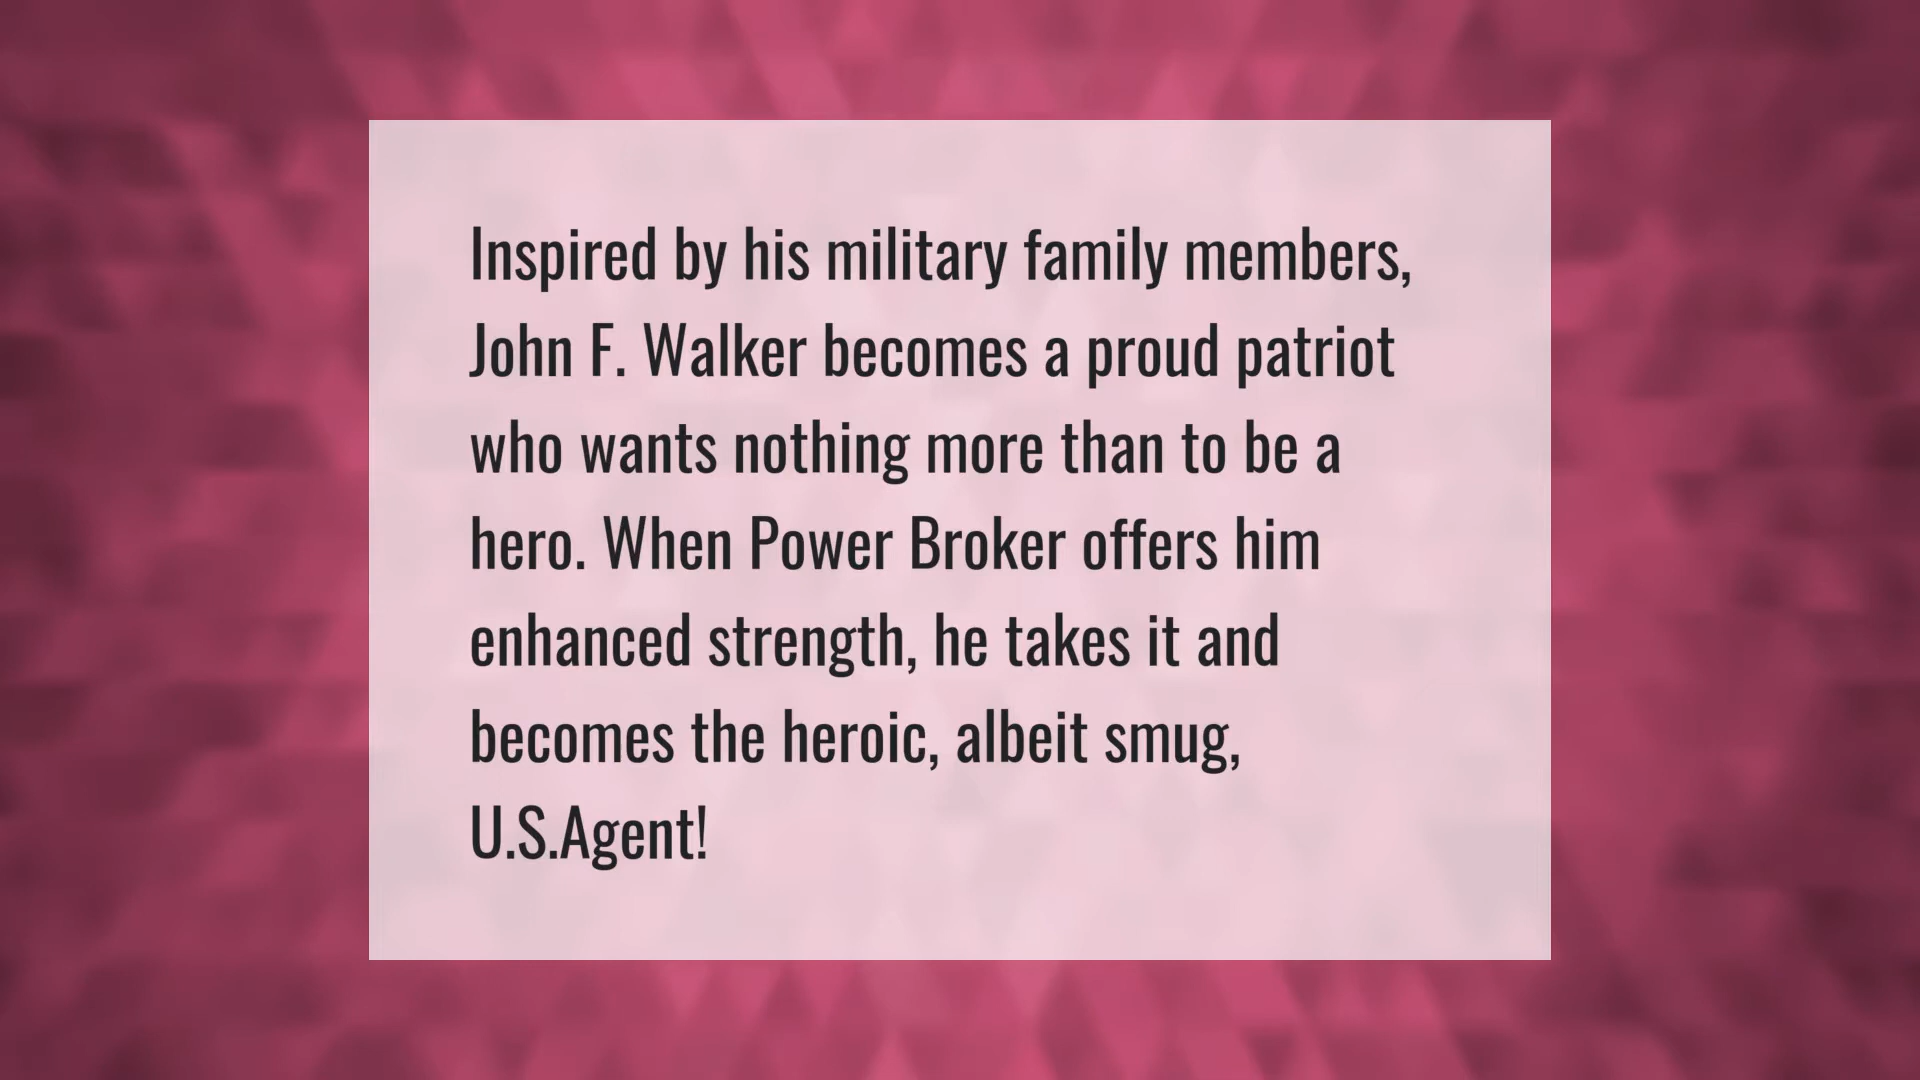 Inspired by his military family members,
John F. Walker becomes a proud patriot
who wants nothing more than to be a
hero. When Power Broker offers him
enhanced strength, he takes it and
becomes the heroic, albeit smug,
U.S.Agent!